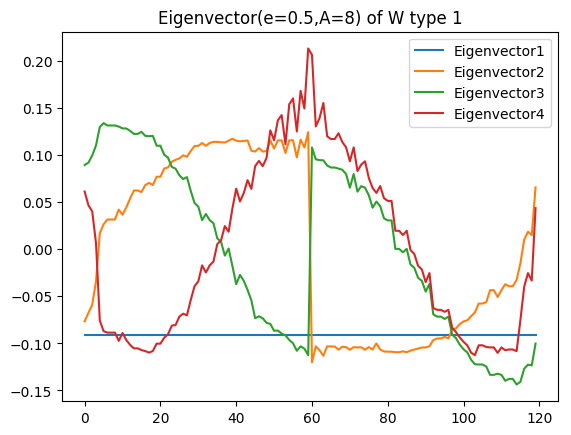 Eigenvector(e=0.5,A=8) of W type 1
Eigenvector1
Eigenvector2
Eigenvector3
Eigenvector4
0.20
0.15
0.10
0.05
0.00
−0.05
−0.10
−0.15
0 20 40 60 80 100 120